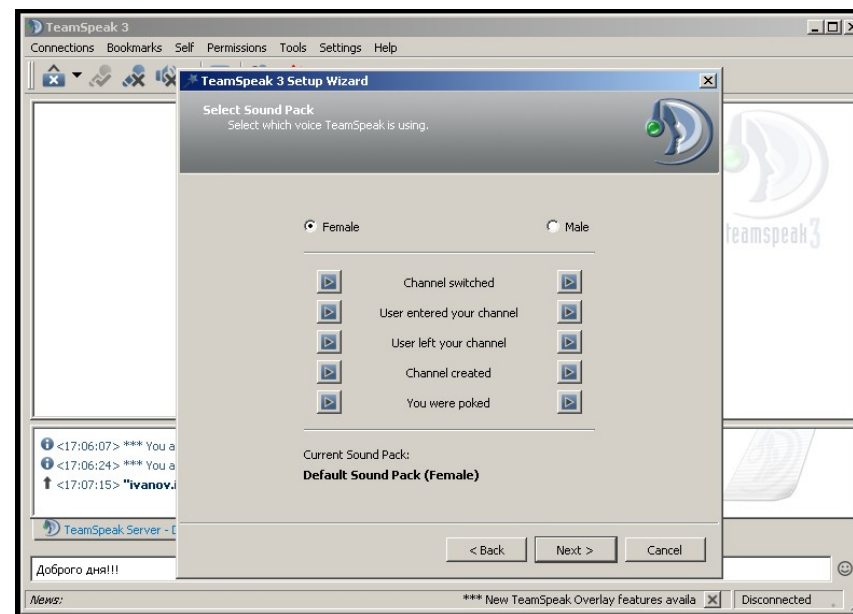 TeamSpeak 3
Connections Bookmarks Self Permissions Tools Settings Help
TeamSpeak 3 Setup Wizard
Select Sound Pack
Select which voice TeamSpeak is using.
teamspeak 3
Female Male
Channel switched
User entered your channel
User left your channel
Channel created
You were poked
Current Sound Pack:
Default Sound Pack (Female)
<17:06:07> *** You a
<17:06:24> *** You a
<17:07:15> "ivanov.i
TeamSpeak Server - D
< Back Next > Cancel
Доброго дня!!!
News: *** New TeamSpeak Overlay features availa Disconnected